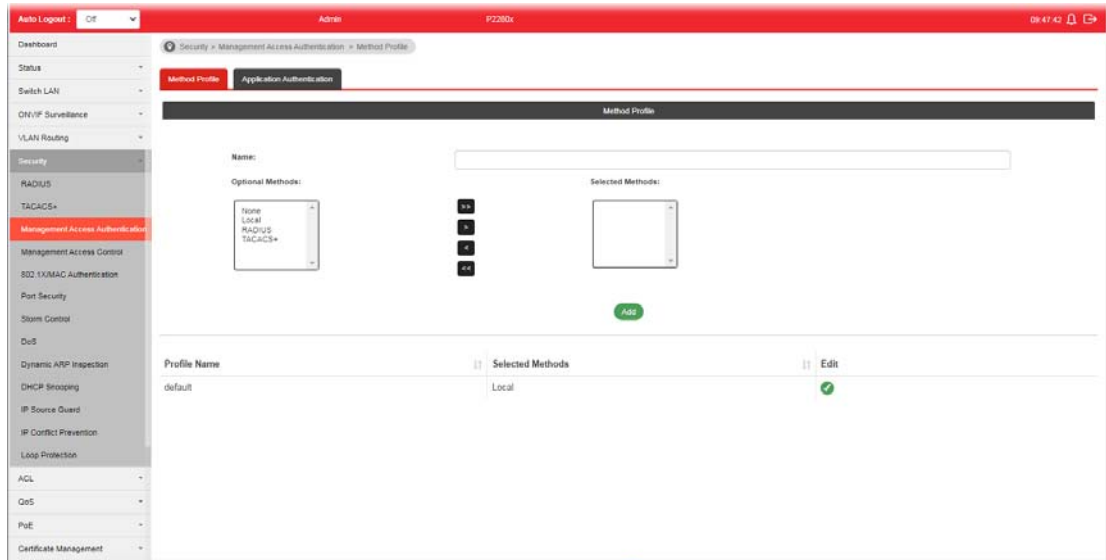 Auto Logout : Off Admin P2280x 09:47:42
Dashboard
Security > Management Access Authentication > Method Profile
Status
Method Profile Application Authentication
Switch LAN
ONVIF Surveillance
Method Profile
VLAN Routing
Security
Name:
RADIUS
Optional Methods: Selected Methods:
TACACS+
None
Local
RADIUS
TACACS+
>>
>
<
<<
Management Access Authentication
Management Access Control
802.1X/MAC Authentication
Port Security
Storm Control
Add
DoS
Dynamic ARP Inspection
Profile Name Selected Methods Edit
DHCP Snooping
default Local
IP Source Guard
IP Conflict Prevention
Loop Protection
ACL
QoS
PoE
Certificate Management